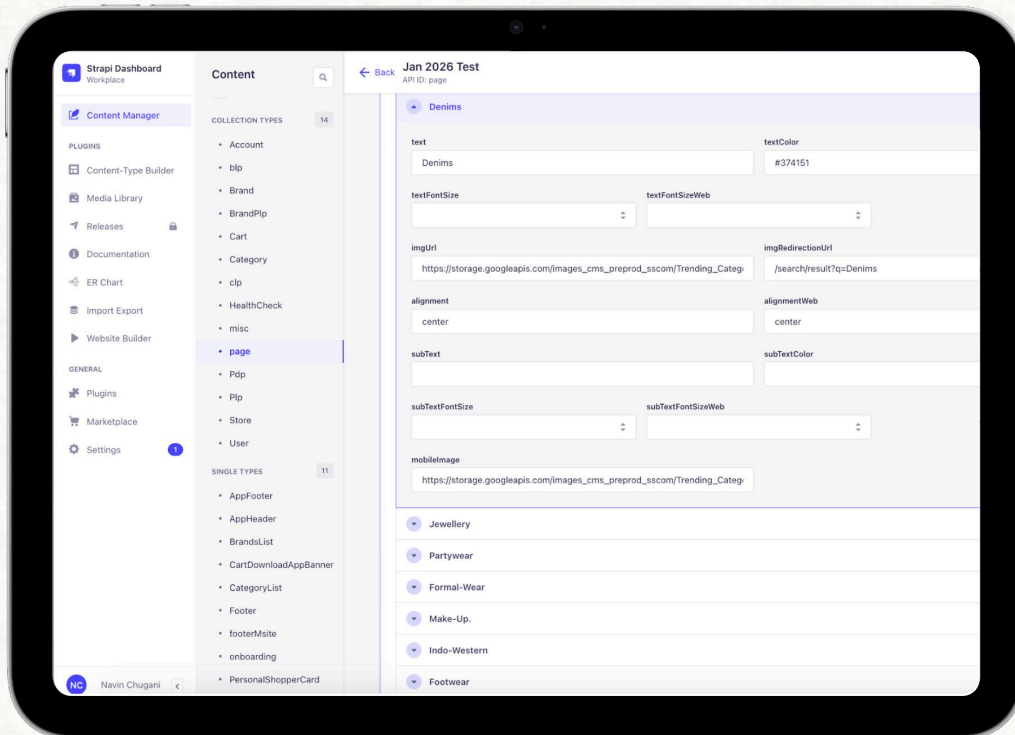 Strapi Dashboard
Workplace
Content Manager
PLUGINS
Content-Type Builder
Media Library
Releases
Documentation
ER Chart
Import Export
Website Builder
GENERAL
Plugins
Marketplace
Settings
1
NC
Navin Chugani
Content
COLLECTION TYPES
14
Account
blp
Brand
BrandPlp
Cart
Category
clp
HealthCheck
misc
page
Pdp
Plp
Store
User
SINGLE TYPES
11
AppFooter
AppHeader
BrandsList
CartDownloadAppBanner
CategoryList
Footer
footerMsite
onboarding
PersonalShopperCard
Back
Jan 2026 Test
API ID: page
Denims
text
textColor
Denims
#374151
textFontSize
textFontSizeWeb
imgUrl
imgRedirectionUrl
https://storage.googleapis.com/images_cms_preprod_sscom/Trending_Categ
/search/result?q=Denims
alignment
alignmentWeb
center
center
subText
subTextColor
subTextFontSize
subTextFontSizeWeb
mobileImage
https://storage.googleapis.com/images_cms_preprod_sscom/Trending_Categ
Jewellery
Partywear
Formal-Wear
Make-Up.
Indo-Western
Footwear